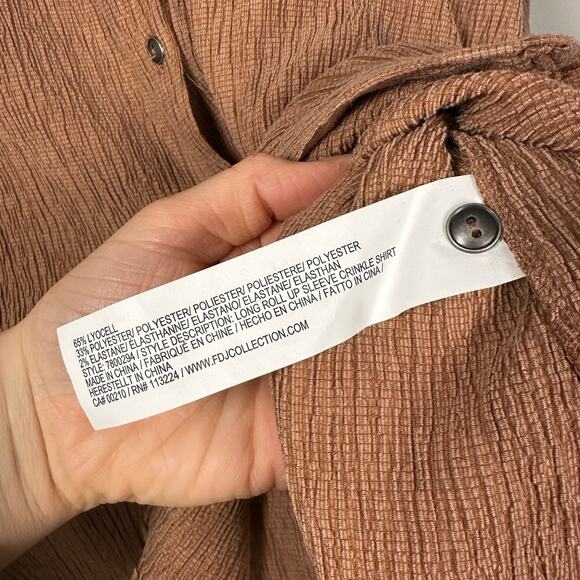 65% LYOCELL
33% POLYESTER/ POLYESTER/ POLIESTER/ POLIESTERE/ POLYESTER
2% ELASTANE/ ELASTHANNE/ ELASTANO/ ELASTANE/ ELASTHAN
STYLE: 7800294 / STYLE DESCRIPTION: LONG ROLL UP SLEEVE CRINKLE SHIRT
MADE IN CHINA / FABRIQUE EN CHINE / HECHO EN CHINA / FATTO IN CINA /
HERESTELLT IN CHINA
CA# 00210 / RN# 113224 / WWW.FDJCOLLECTION.COM